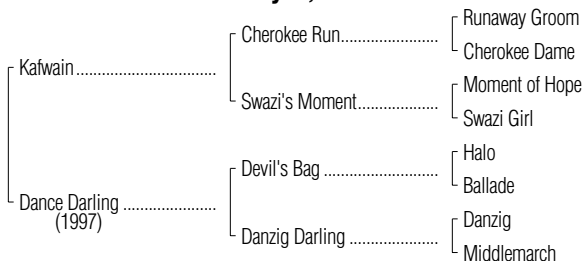 Runaway Groom
Cherokee Run
Cherokee Dame
Kafwain
Moment of Hope
Swazi's Moment
Swazi Girl
Halo
Devil's Bag
Ballade
Dance Darling
(1997)
Danzig
Danzig Darling
Middlemarch